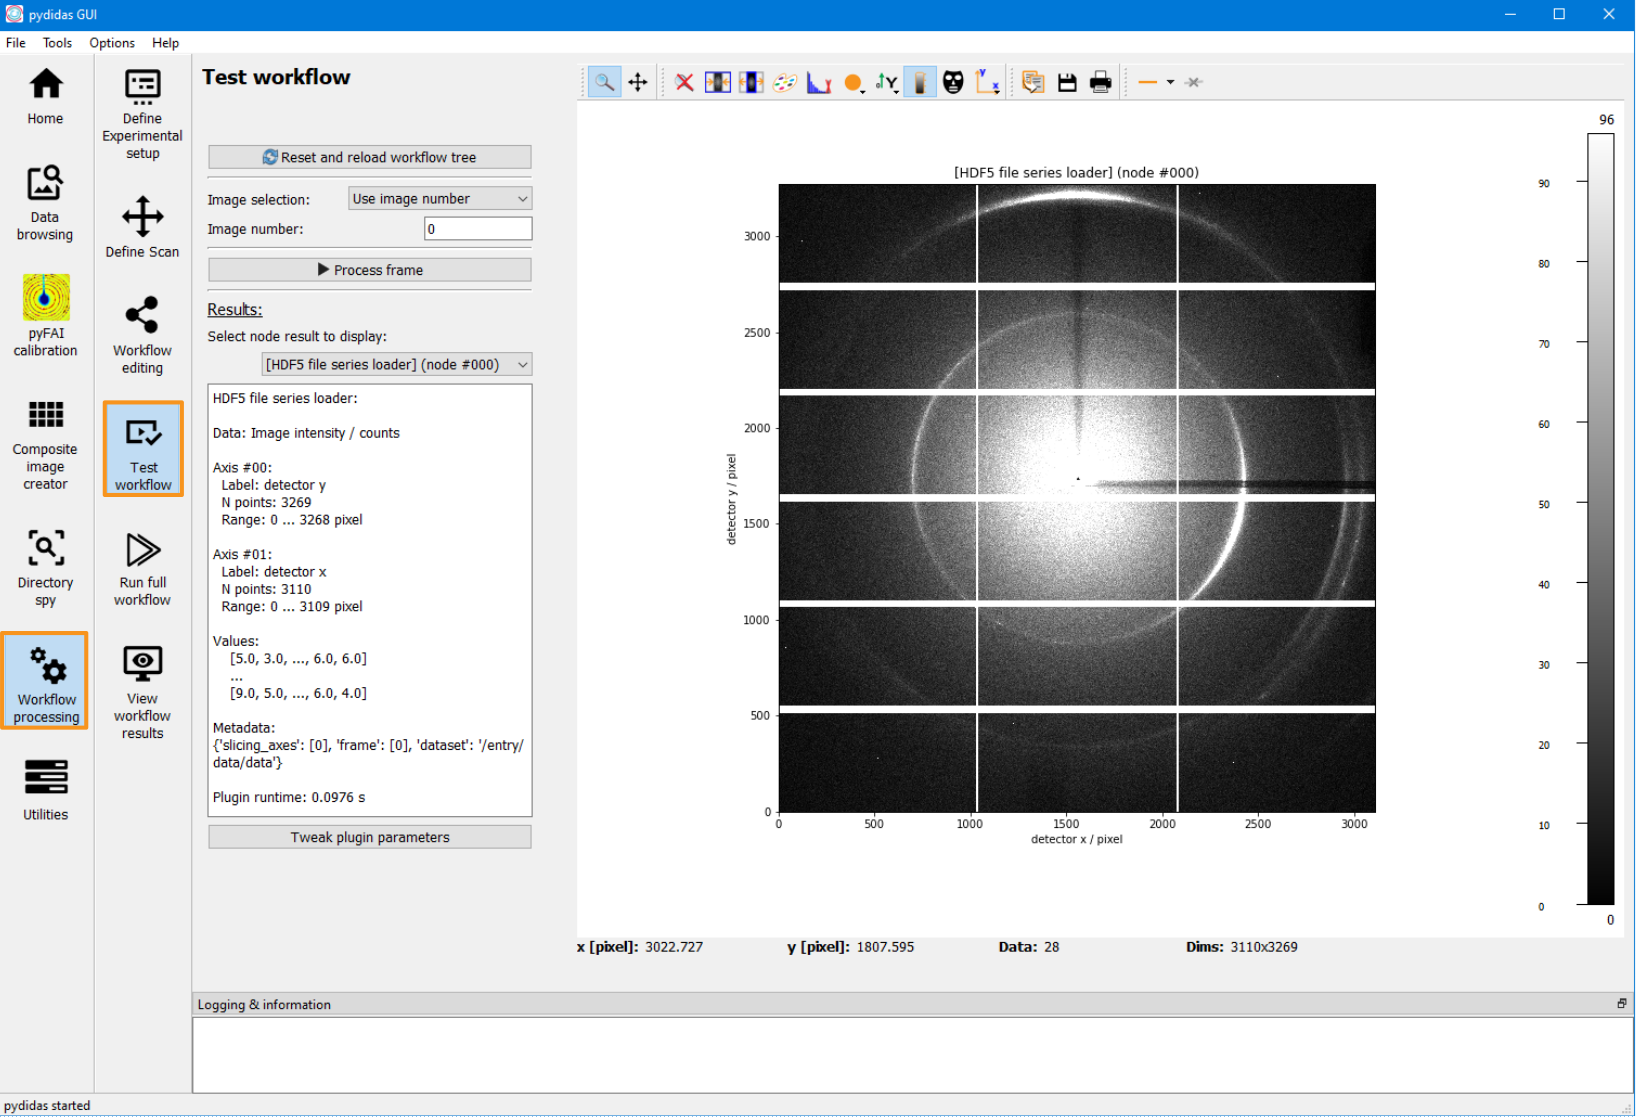 pydidas GUI
File Tools Options Help
Home
Data
browsing
pyFAI
calibration
Composite
image
creator
Directory
spy
Workflow
processing
Utilities
Define
Experimental
setup
Define Scan
Workflow
editing
Test
workflow
Run full
workflow
View
workflow
results
Test workflow
Reset and reload workflow tree
Image selection: Use image number
Image number: 0
Process frame
Results:
Select node result to display:
[HDF5 file series loader] (node #000)
HDF5 file series loader:
Data: Image intensity / counts
Axis #00:
Label: detector y
N points: 3269
Range: 0 ... 3268 pixel
Axis #01:
Label: detector x
N points: 3110
Range: 0 ... 3109 pixel
Values:
[5.0, 3.0, ..., 6.0, 6.0]
...
[9.0, 5.0, ..., 6.0, 4.0]
Metadata:
{'slicing_axes': [0], 'frame': [0], 'dataset': '/entry/
data/data'}
Plugin runtime: 0.0976 s
Tweak plugin parameters
[HDF5 file series loader] (node #000)
3000
2500
2000
1500
1000
500
0
detector y / pixel
0 500 1000 1500 2000 2500 3000
detector x / pixel
96
90
80
70
60
50
40
30
20
10
0
0
x [pixel]: 3022.727 y [pixel]: 1807.595 Data: 28 Dims: 3110x3269
Logging & information
pydidas started